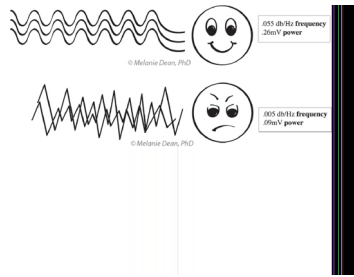 .055 db/Hz frequency
.26mV power
© Melanie Dean, PhD
.005 db/Hz frequency
.09mV power
© Melanie Dean, PhD